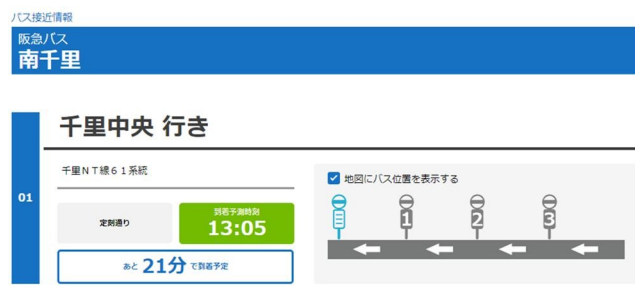 バス接近情報
阪急バス
南千里
千里中央 行き
01
千里NT線61系統
定刻通り
到着予測時刻
13:05
あと 21分 で到着予定
地図にバス位置を表示する
1 2 3